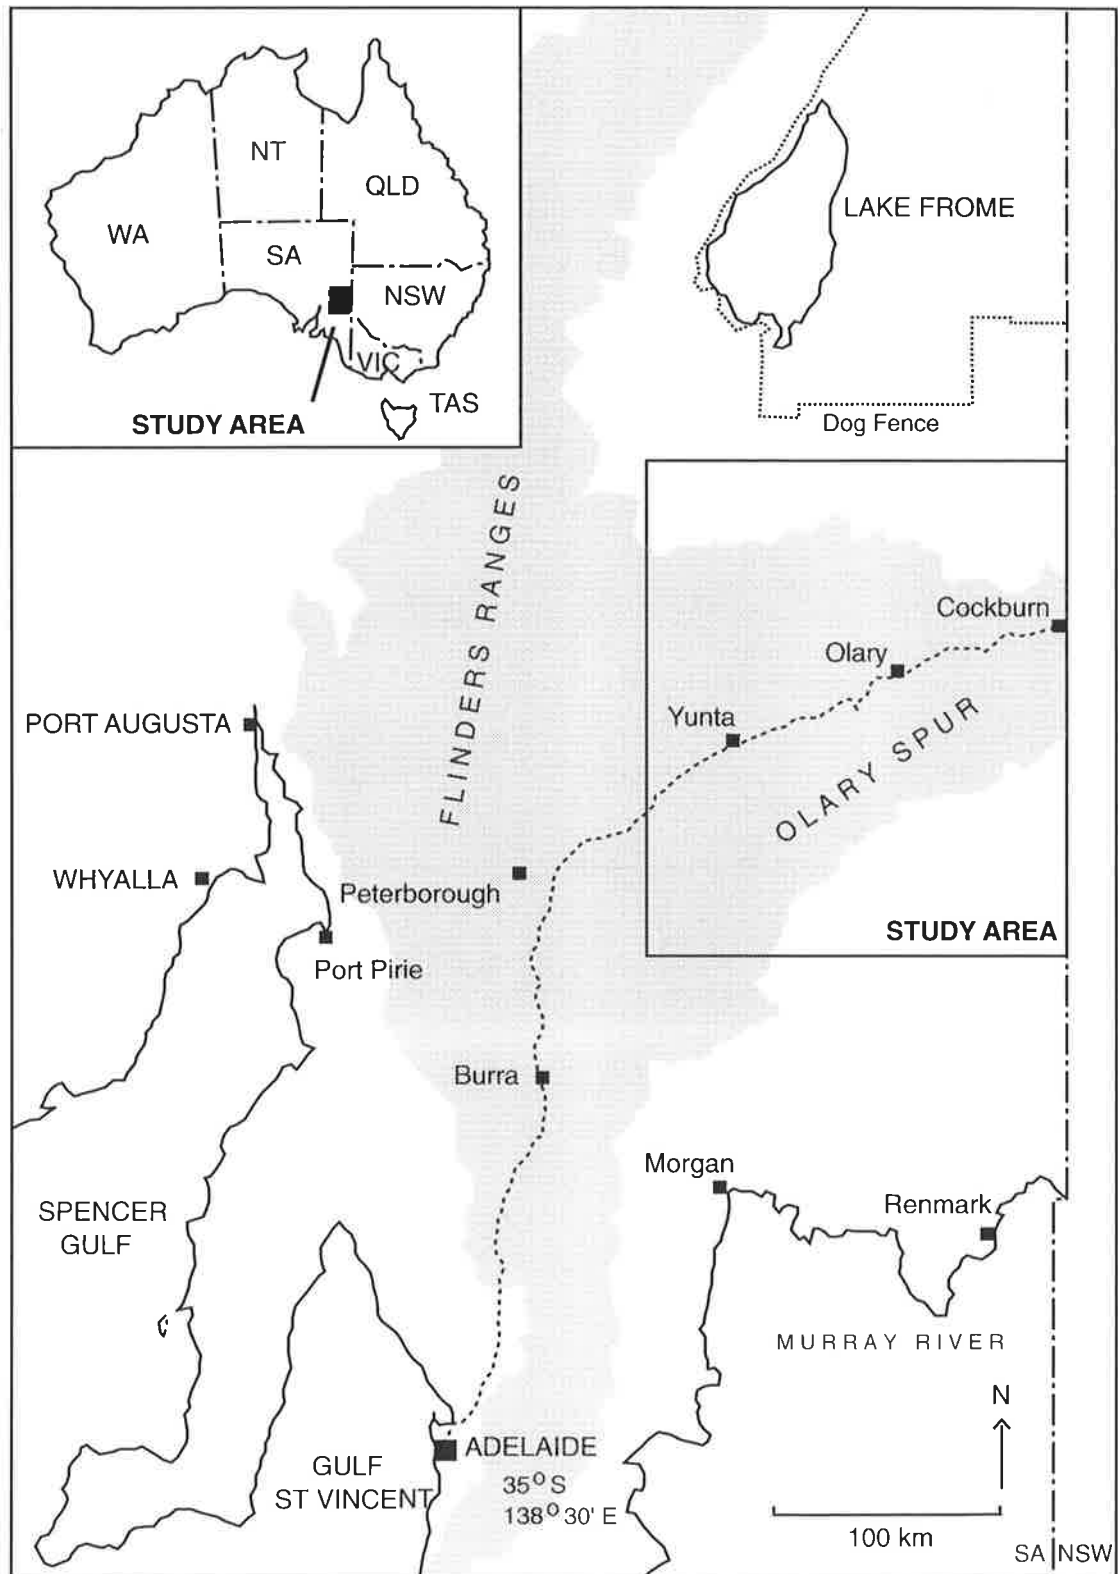 NT
QLD
WA
SA
NSW
VIC
TAS
STUDY AREA
LAKE FROME
Dog Fence
FLINDERS RANGES
Cockburn
Olary
Yunta
OLARY SPUR
PORT AUGUSTA
WHYALLA
Peterborough
Port Pirie
STUDY AREA
Burra
Morgan
Renmark
SPENCER
GULF
MURRAY RIVER
N
ADELAIDE
35° S
138° 30' E
GULF
ST VINCENT
100 km
SA NSW